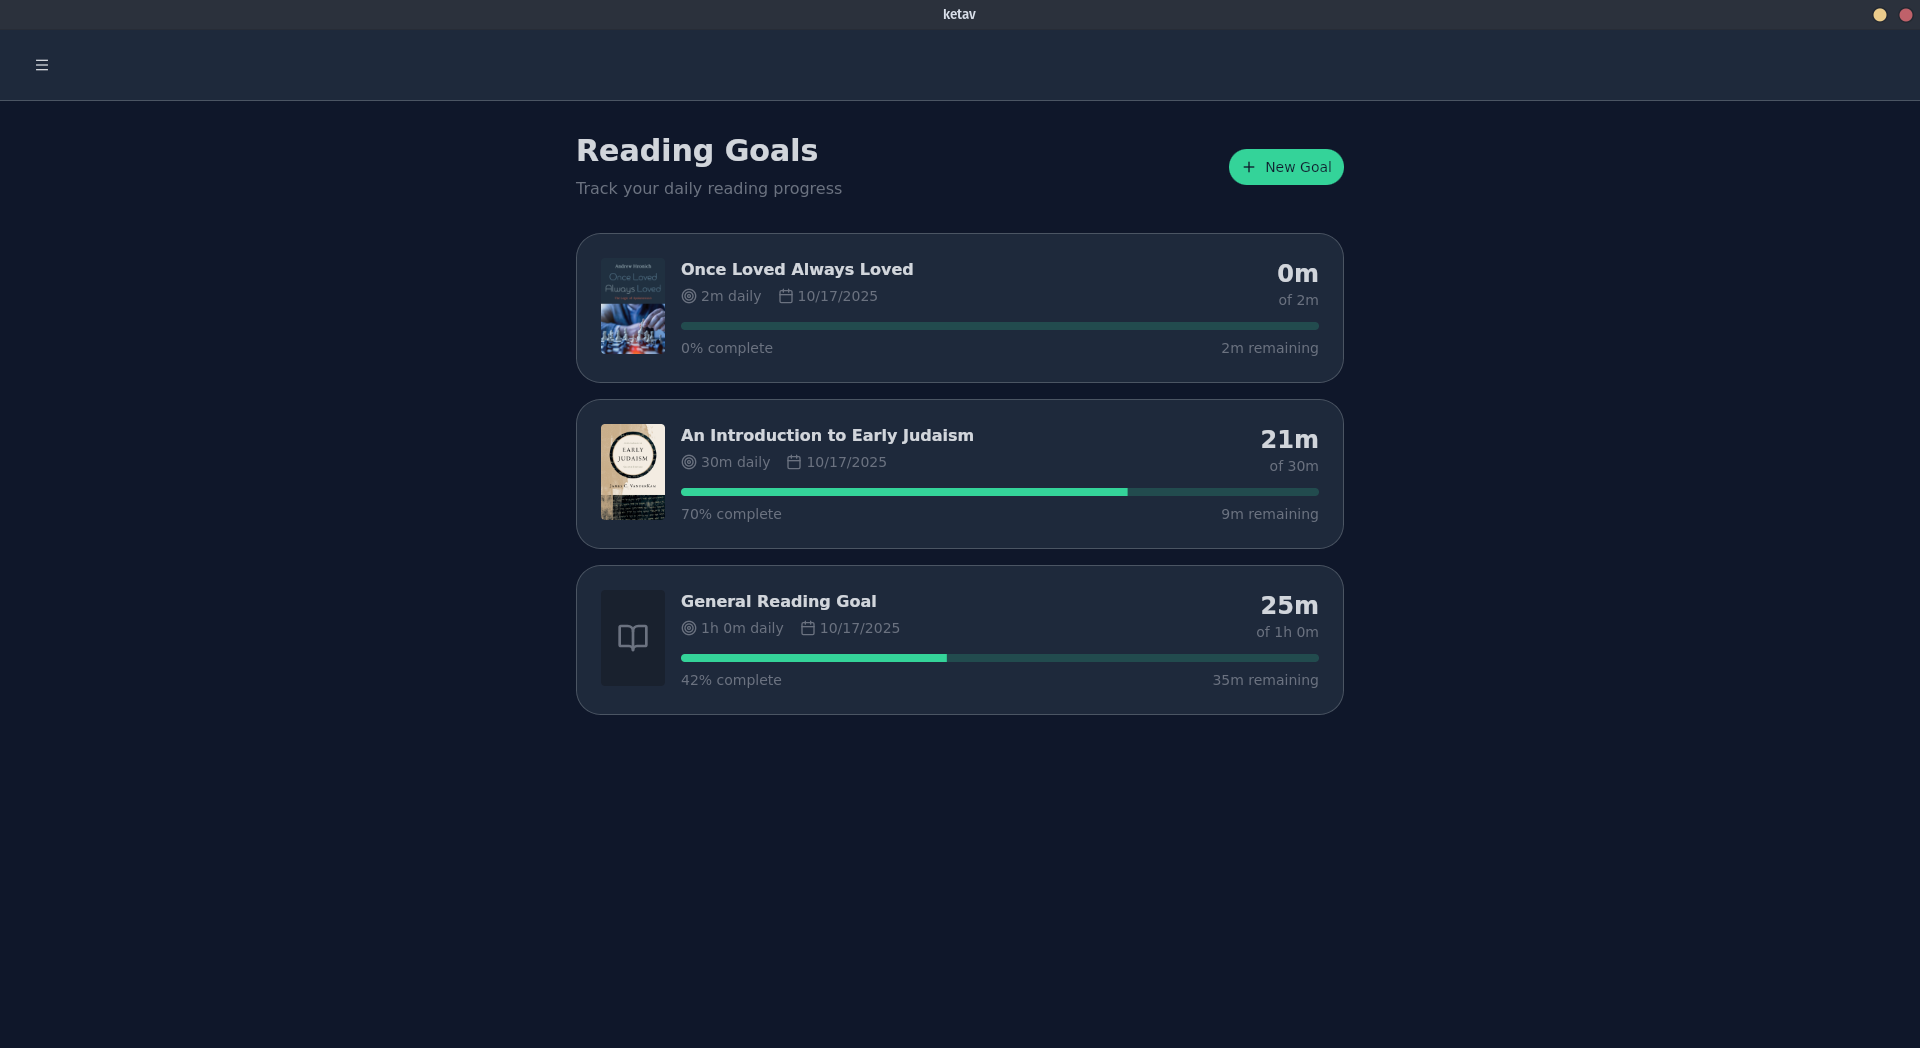 ketav
Reading Goals
Track your daily reading progress
New Goal
Andrew Hronich
Once Loved
Always Loved
Once Loved Always Loved
2m daily 10/17/2025
0m
of 2m
0% complete
2m remaining
EARLY
JUDAISM
James C. VanderKam
An Introduction to Early Judaism
30m daily 10/17/2025
21m
of 30m
70% complete
9m remaining
General Reading Goal
1h 0m daily 10/17/2025
25m
of 1h 0m
42% complete
35m remaining